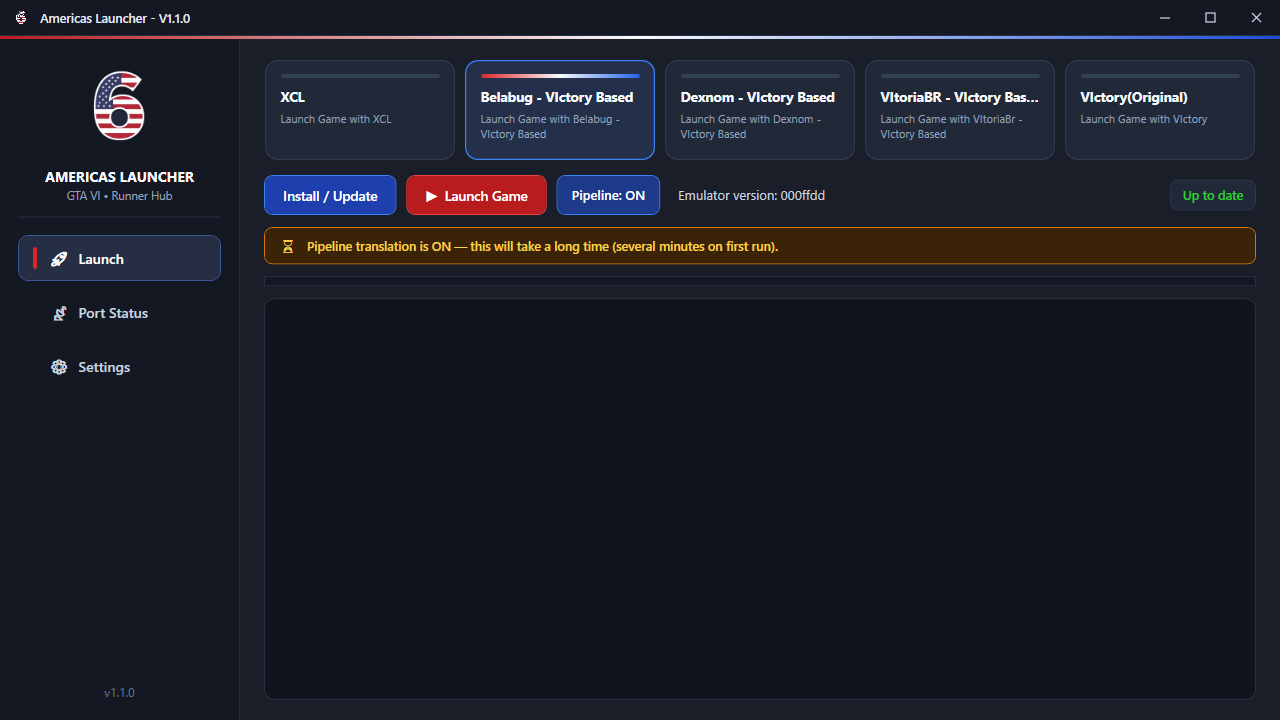 Americas Launcher - V1.1.0
6
AMERICAS LAUNCHER
GTA VI • Runner Hub
Launch
Port Status
Settings
v1.1.0
XCL
Launch Game with XCL
Belabug - VIctory Based
Launch Game with Belabug -
VIctory Based
Dexnom - VIctory Based
Launch Game with Dexnom -
VIctory Based
VItoriaBR - VIctory Bas...
Launch Game with VItoriaBr -
VIctory Based
VIctory(Original)
Launch Game with VIctory
Install / Update
▶ Launch Game
Pipeline: ON
Emulator version: 000ffdd
Up to date
Pipeline translation is ON — this will take a long time (several minutes on first run).